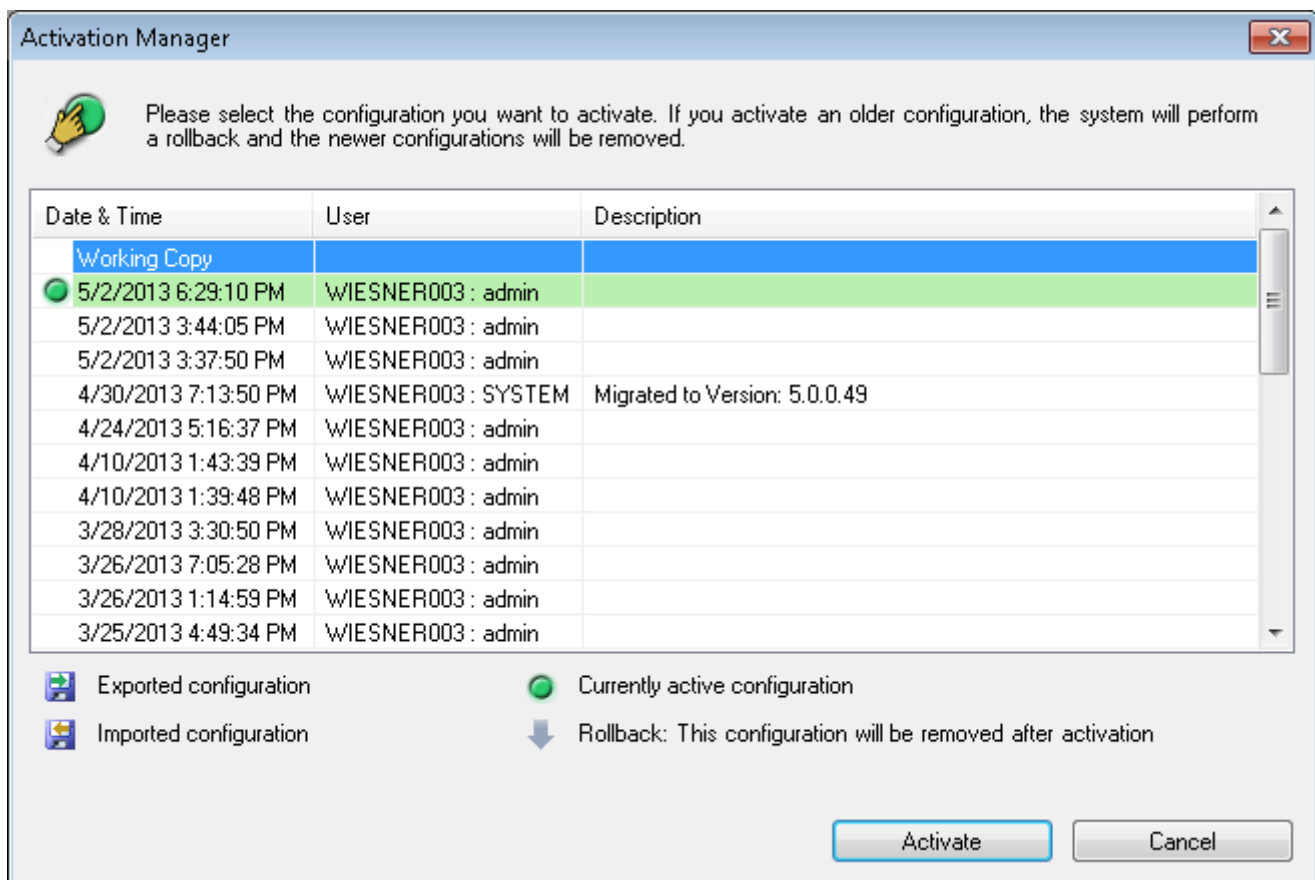 Activation Manager
Please select the configuration you want to activate. If you activate an older configuration, the system will perform
a rollback and the newer configurations will be removed.
Date & Time User Description
Working Copy
5/2/2013 6:29:10 PM WIESNER003 : admin
5/2/2013 3:44:05 PM WIESNER003 : admin
5/2/2013 3:37:50 PM WIESNER003 : admin
4/30/2013 7:13:50 PM WIESNER003 : SYSTEM Migrated to Version: 5.0.0.49
4/24/2013 5:16:37 PM WIESNER003 : admin
4/10/2013 1:43:39 PM WIESNER003 : admin
4/10/2013 1:39:48 PM WIESNER003 : admin
3/28/2013 3:30:50 PM WIESNER003 : admin
3/26/2013 7:05:28 PM WIESNER003 : admin
3/26/2013 1:14:59 PM WIESNER003 : admin
3/25/2013 4:49:34 PM WIESNER003 : admin
Exported configuration Currently active configuration
Imported configuration Rollback: This configuration will be removed after activation
Activate Cancel